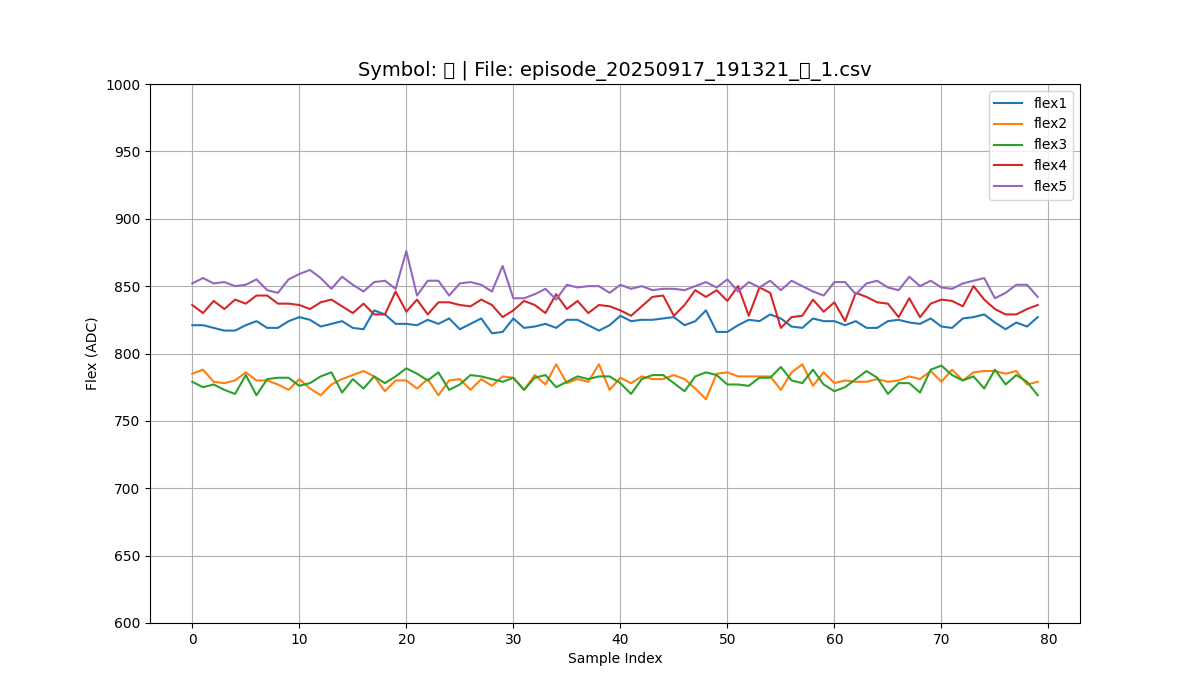 Symbol: | File: episode_20250917_191321_ _1.csv
1000
950
900
850
800
750
700
650
600
Flex (ADC)
flex1
flex2
flex3
flex4
flex5
0 10 20 30 40 50 60 70 80
Sample Index